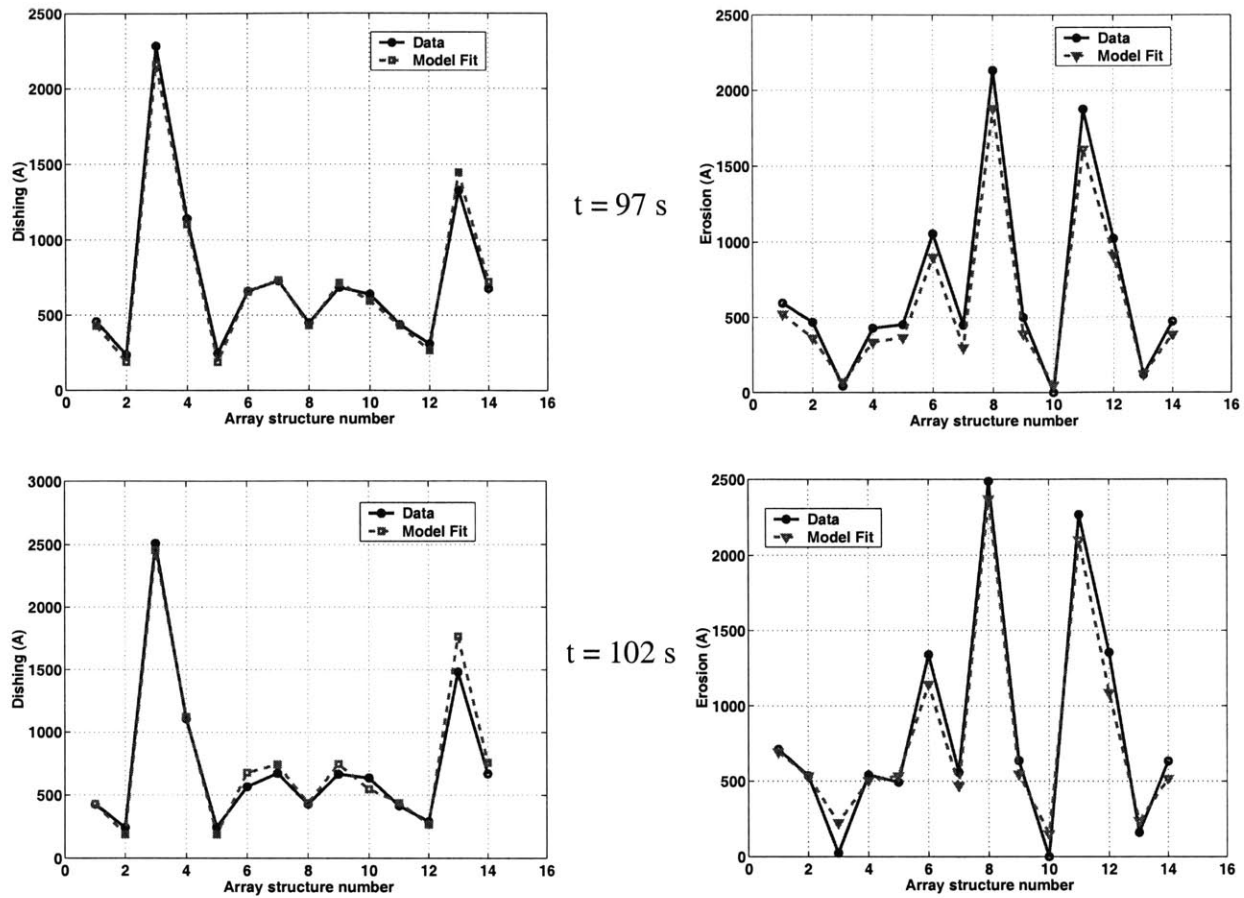 2500
2000
1500
1000
500
0
Dishing (A)
Data
Model Fit
0 2 4 6 8 10 12 14 16
Array structure number
t = 97 s
2500
2000
1500
1000
500
0
Erosion (A)
Data
Model Fit
0 2 4 6 8 10 12 14 16
Array structure number
3000
2500
2000
1500
1000
500
0
Dishing (A)
Data
Model Fit
0 2 4 6 8 10 12 14 16
Array structure number
t = 102 s
2500
2000
1500
1000
500
0
Erosion (A)
Data
Model Fit
0 2 4 6 8 10 12 14 16
Array structure number